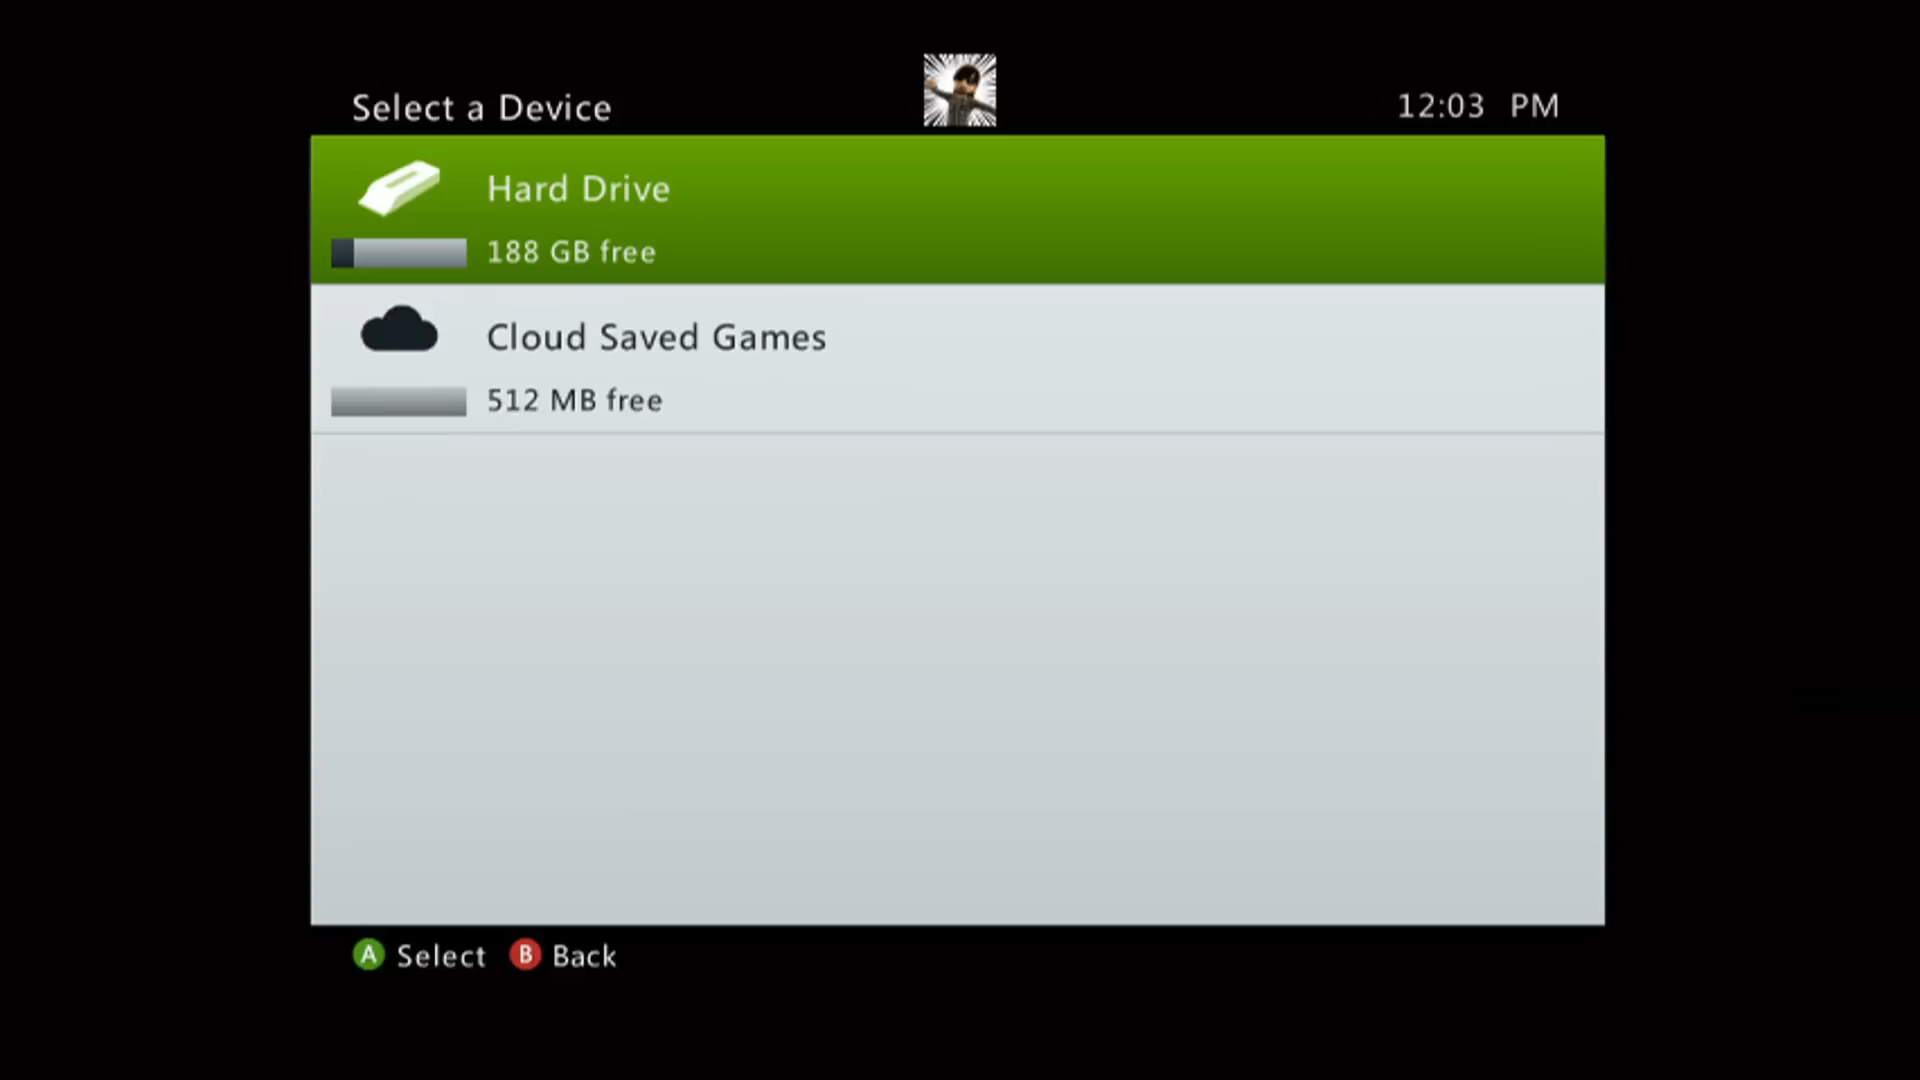 Select a Device
12:03 PM
Hard Drive
188 GB free
Cloud Saved Games
512 MB free
A Select B Back